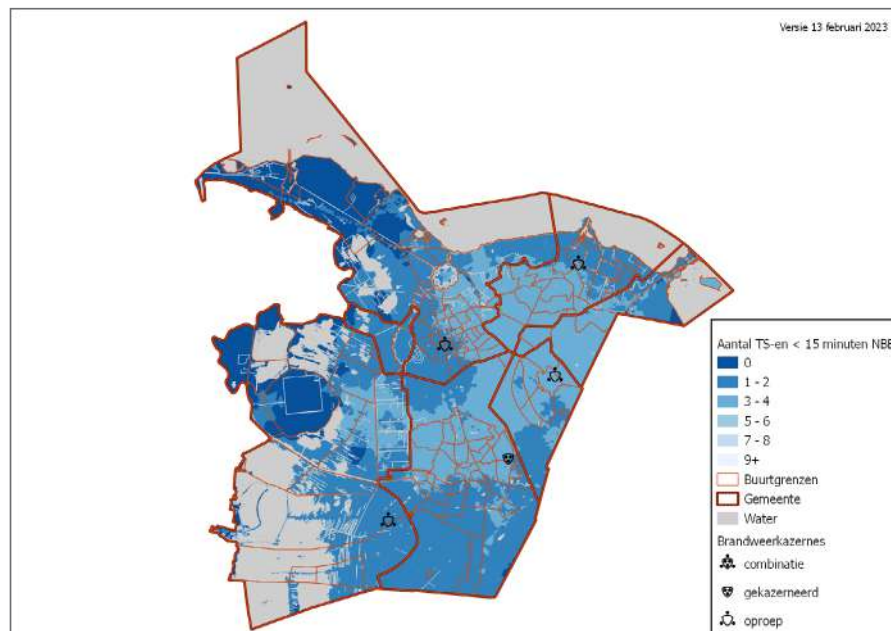 Versie 13 februari 2023
Aantal TS-en < 15 minuten NBB
0
1 - 2
3 - 4
5 - 6
7 - 8
9+
Buurtgrenzen
Gemeente
Water
Brandweerkazernes
combinatie
gekazerneerd
oproep